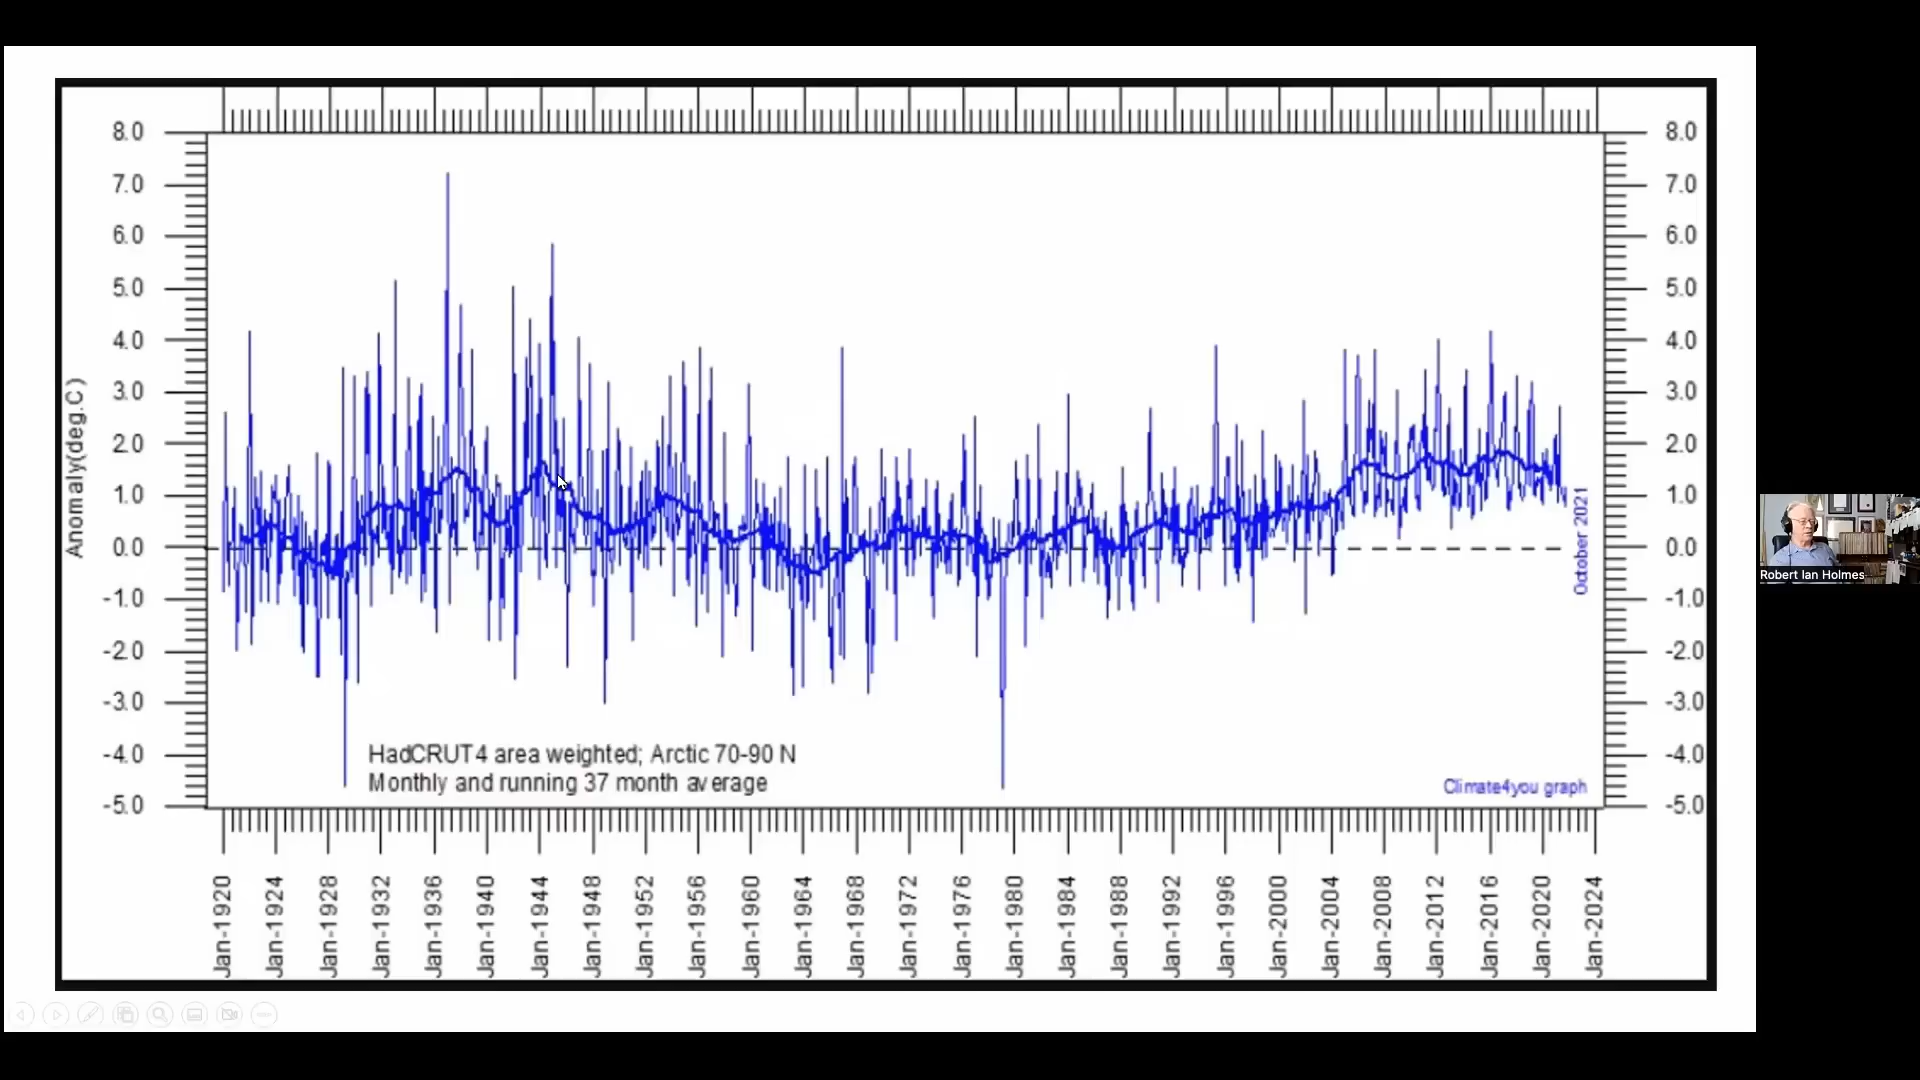 8.0
7.0
6.0
5.0
4.0
3.0
2.0
1.0
0.0
-1.0
-2.0
-3.0
-4.0
-5.0
Anomaly(deg.C)
8.0
7.0
6.0
5.0
4.0
3.0
2.0
1.0
0.0
-1.0
-2.0
-3.0
-4.0
-5.0
October 2021
HadCRUT4 area weighted; Arctic 70-90 N
Monthly and running 37 month average
Climate4you graph
Jan-1920
Jan-1924
Jan-1928
Jan-1932
Jan-1936
Jan-1940
Jan-1944
Jan-1948
Jan-1952
Jan-1956
Jan-1960
Jan-1964
Jan-1968
Jan-1972
Jan-1976
Jan-1980
Jan-1984
Jan-1988
Jan-1992
Jan-1996
Jan-2000
Jan-2004
Jan-2008
Jan-2012
Jan-2016
Jan-2020
Jan-2024
Robert Ian Holmes